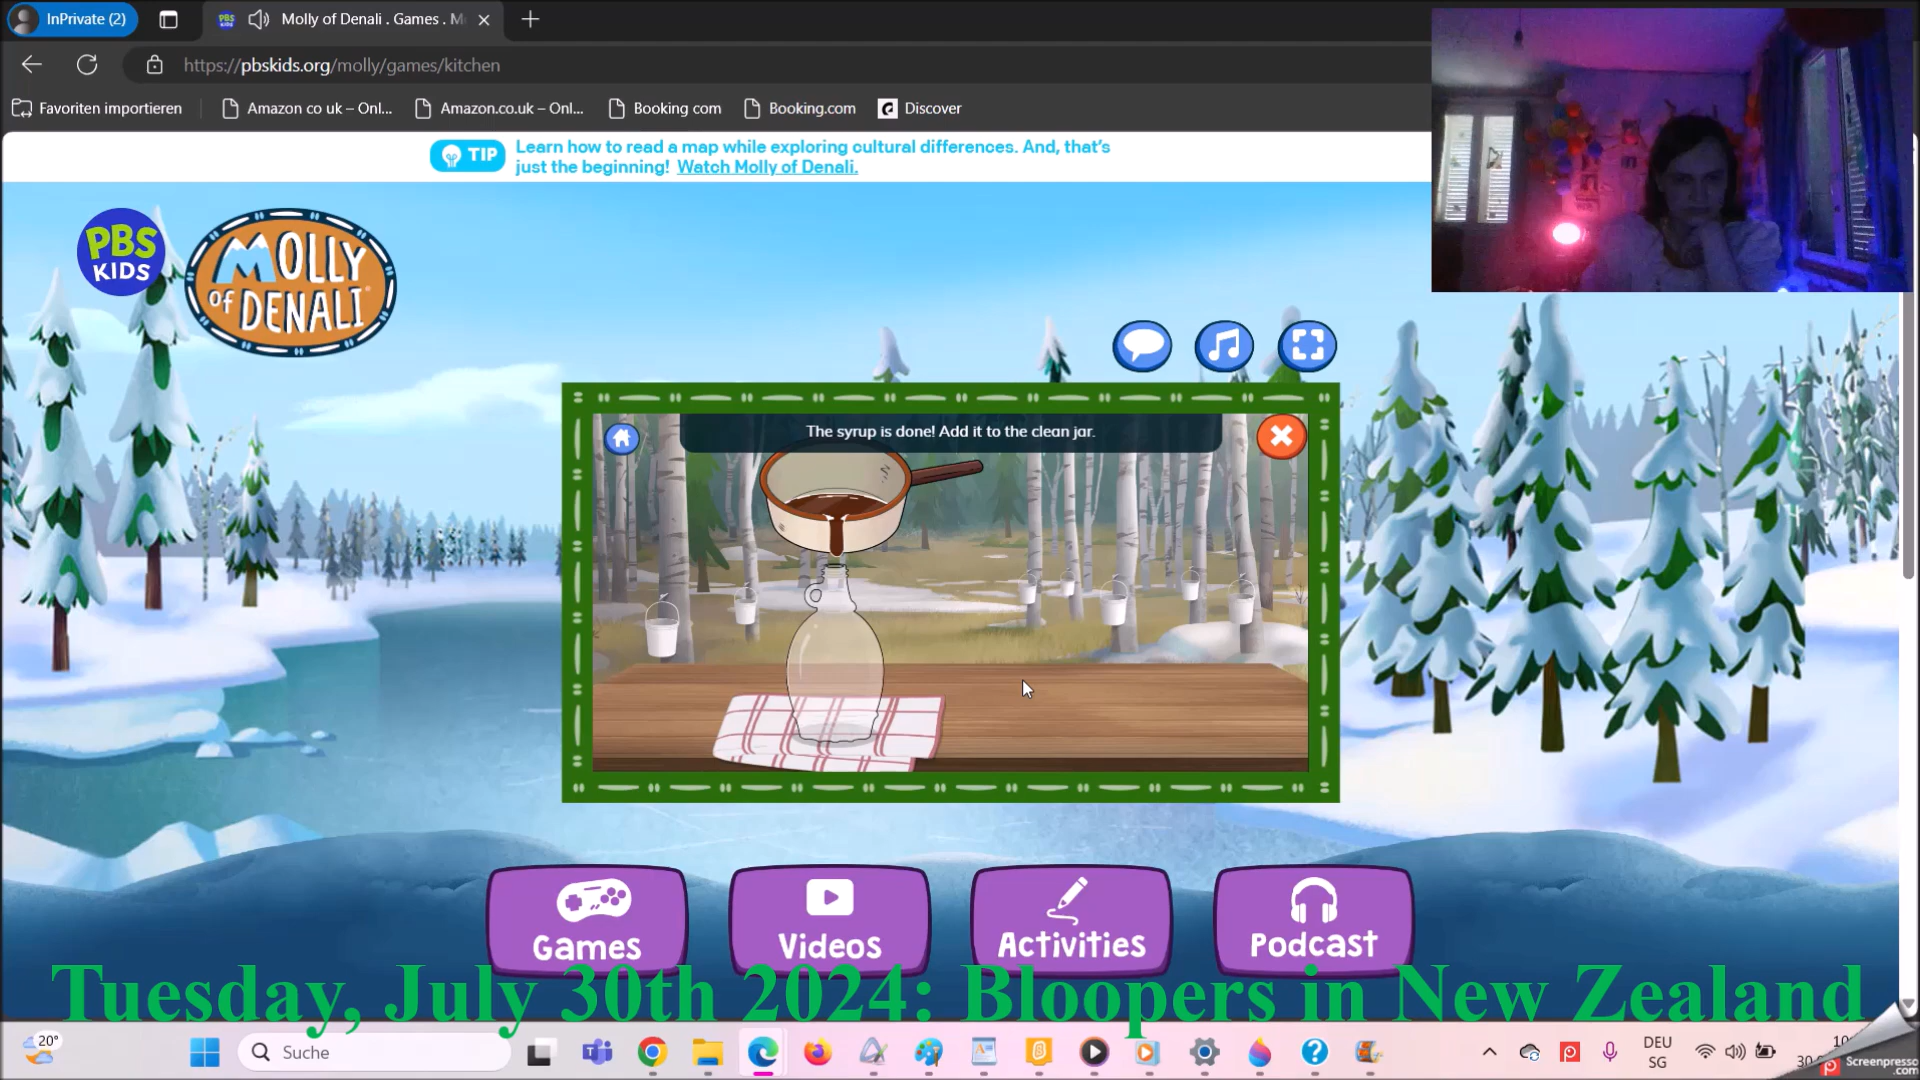 InPrivate (2)
Molly of Denali . Games . M
https://pbskids.org/molly/games/kitchen
Favoriten importieren
Amazon co uk – Onl...
Amazon.co.uk – Onl...
Booking com
Booking.com
Discover
TIP
Learn how to read a map while exploring cultural differences. And, that's
just the beginning! Watch Molly of Denali.
PBS
KIDS
MOLLY
OF DENALI
The syrup is done! Add it to the clean jar.
Games
Videos
Activities
Podcast
Tuesday, July 30th 2024: Bloopers in New Zealand
20°
Suche
DEU
SG
Screenpresso
.com